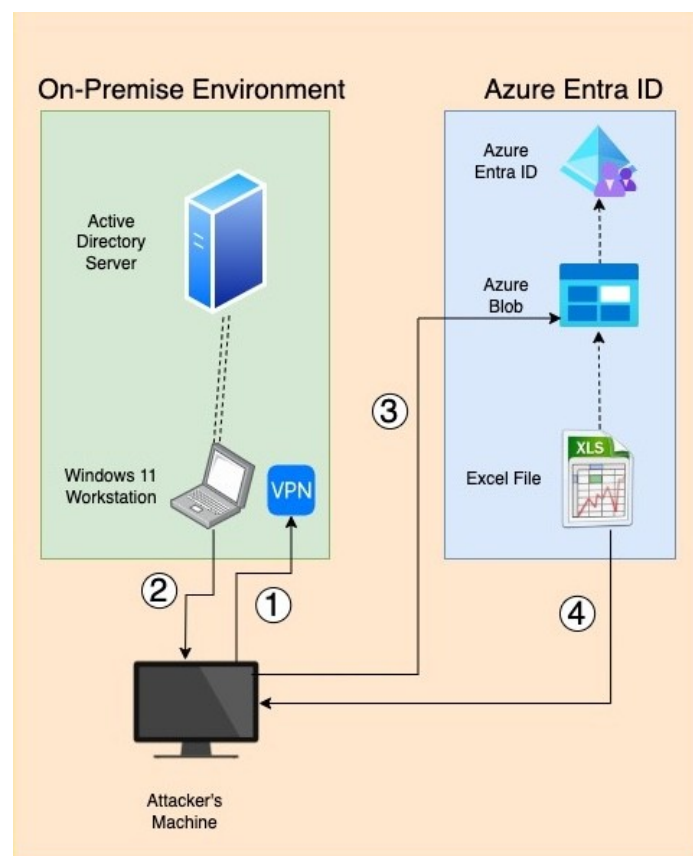 On-Premise Environment
Azure Entra ID
Active
Directory
Server
Azure
Entra ID
Azure
Blob
③
Windows 11
Workstation
VPN
XLS
Excel File
②
①
④
Attacker's
Machine